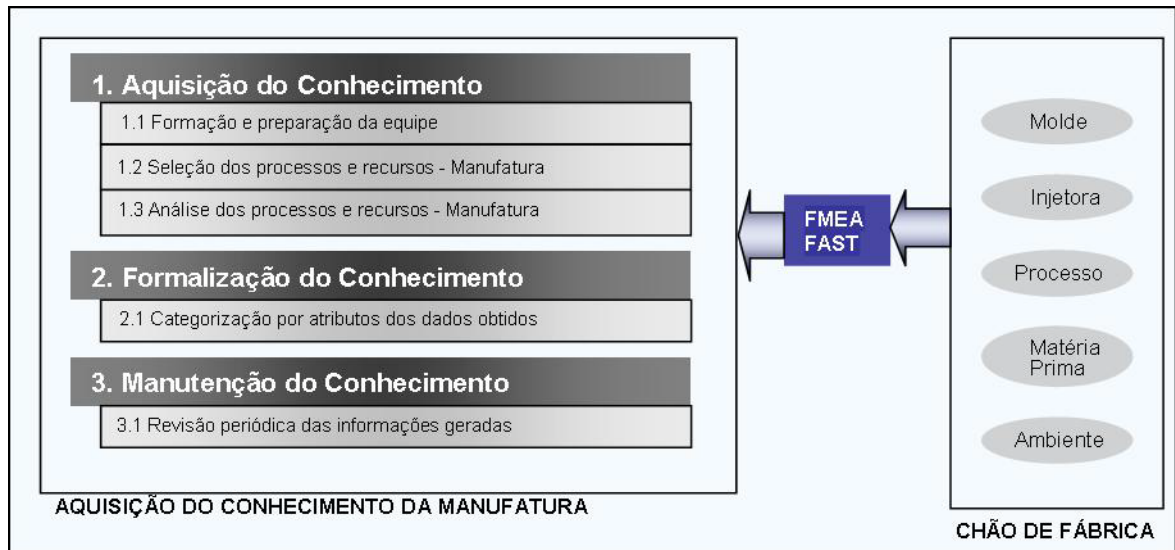 1. Aquisição do Conhecimento
1.1 Formação e preparação da equipe
1.2 Seleção dos processos e recursos - Manufatura
1.3 Análise dos processos e recursos - Manufatura
2. Formalização do Conhecimento
2.1 Categorização por atributos dos dados obtidos
3. Manutenção do Conhecimento
3.1 Revisão periódica das informações geradas
AQUISIÇÃO DO CONHECIMENTO DA MANUFATURA
FMEA
FAST
Molde
Injetora
Processo
Matéria
Prima
Ambiente
CHÃO DE FÁBRICA